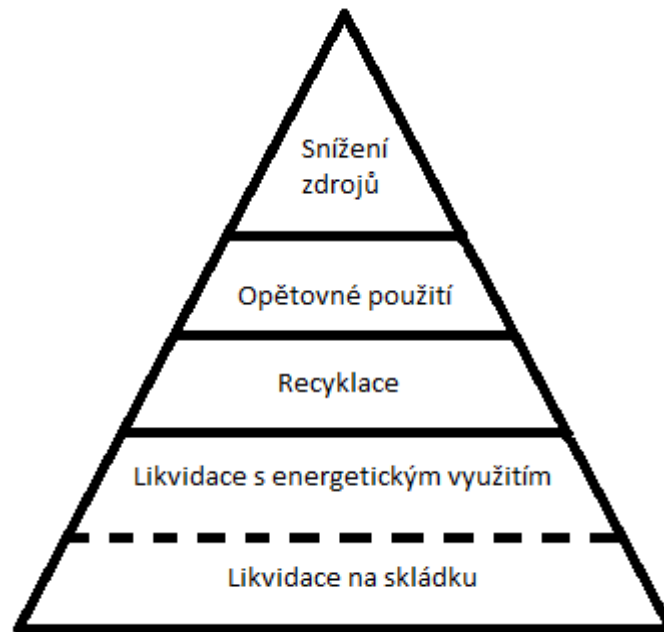 Snížení
zdrojů
Opětovné použití
Recyklace
Likvidace s energetickým využitím
Likvidace na skládku